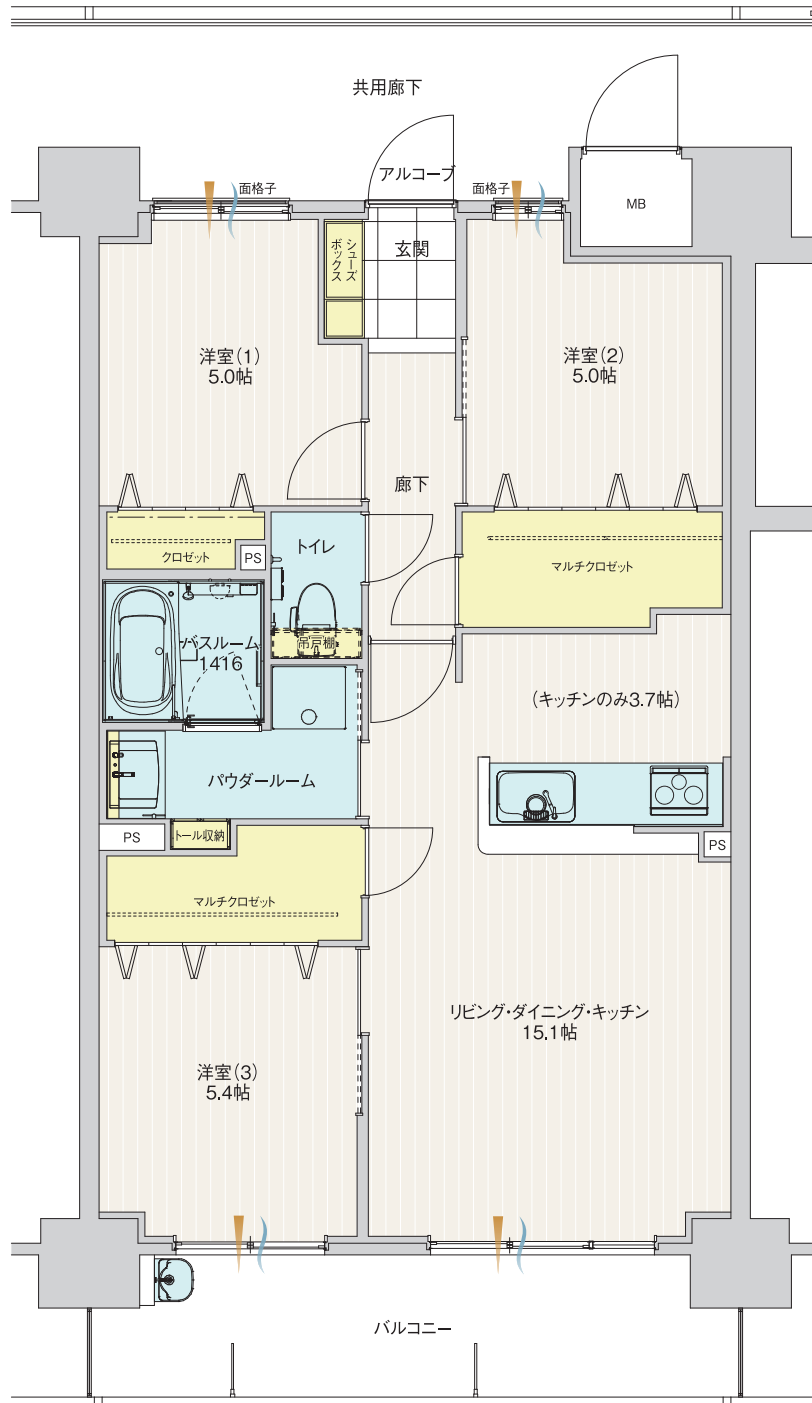 共用廊下
アルコーブ
面格子
面格子
MB
玄関
シューズ
ボックス
洋室(1)
5.0帖
洋室(2)
5.0帖
廊下
クロゼット
PS
トイレ
マルチクロゼット
吊戸棚
バスルーム
1416
(キッチンのみ3.7帖)
パウダールーム
PS
トール収納
PS
マルチクロゼット
リビング・ダイニング・キッチン
15.1帖
洋室(3)
5.4帖
バルコニー